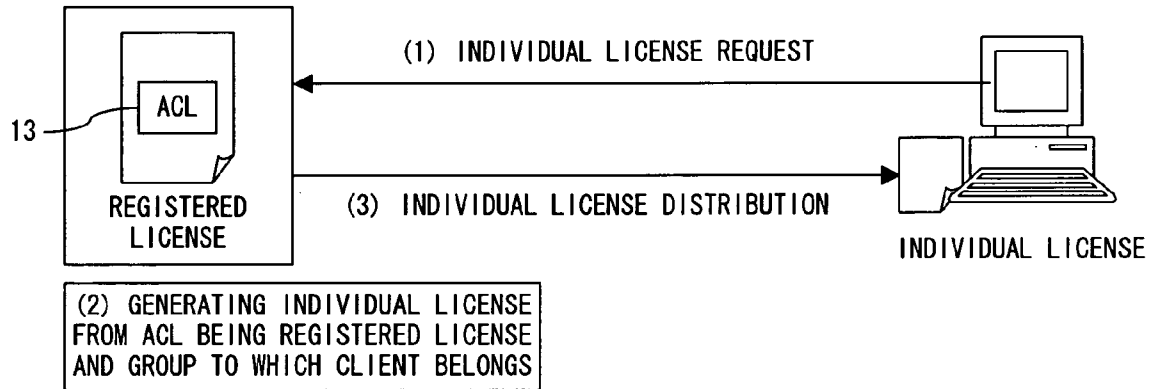 (1) INDIVIDUAL LICENSE REQUEST
ACL
13
REGISTERED
LICENSE
(3) INDIVIDUAL LICENSE DISTRIBUTION
INDIVIDUAL LICENSE
(2) GENERATING INDIVIDUAL LICENSE
FROM ACL BEING REGISTERED LICENSE
AND GROUP TO WHICH CLIENT BELONGS